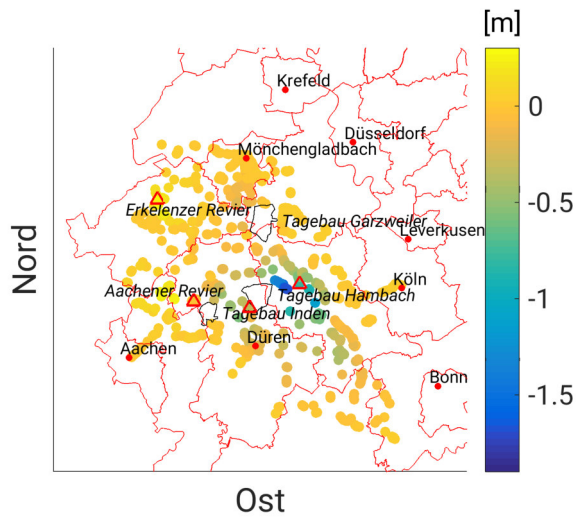 [m]
Krefeld
0
Düsseldorf
Mönchengladbach
Erkelenzer Revier
Tagebau Garzweiler
-0.5
Leverkusen
Nord
Aachener Revier
Köln
Tagebau Hambach
-1
Tagebau Inden
Düren
Aachen
Bonn
-1.5
Ost